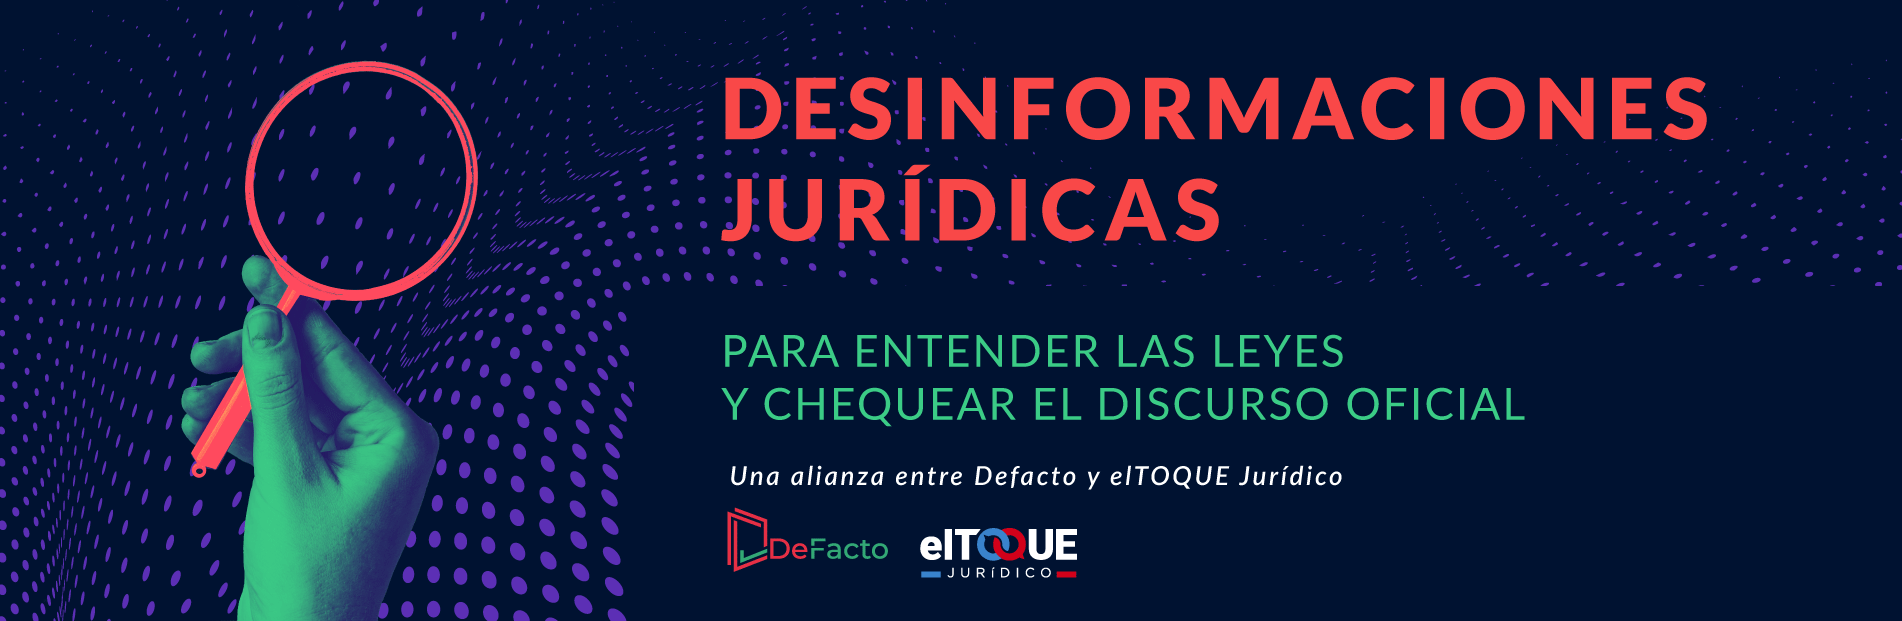 DESINFORMACIONES
JURÍDICAS
PARA ENTENDER LAS LEYES
Y CHEQUEAR EL DISCURSO OFICIAL
Una alianza entre Defacto y elTOQUE Jurídico
DeFacto
elTOQUE
JURÍDICO